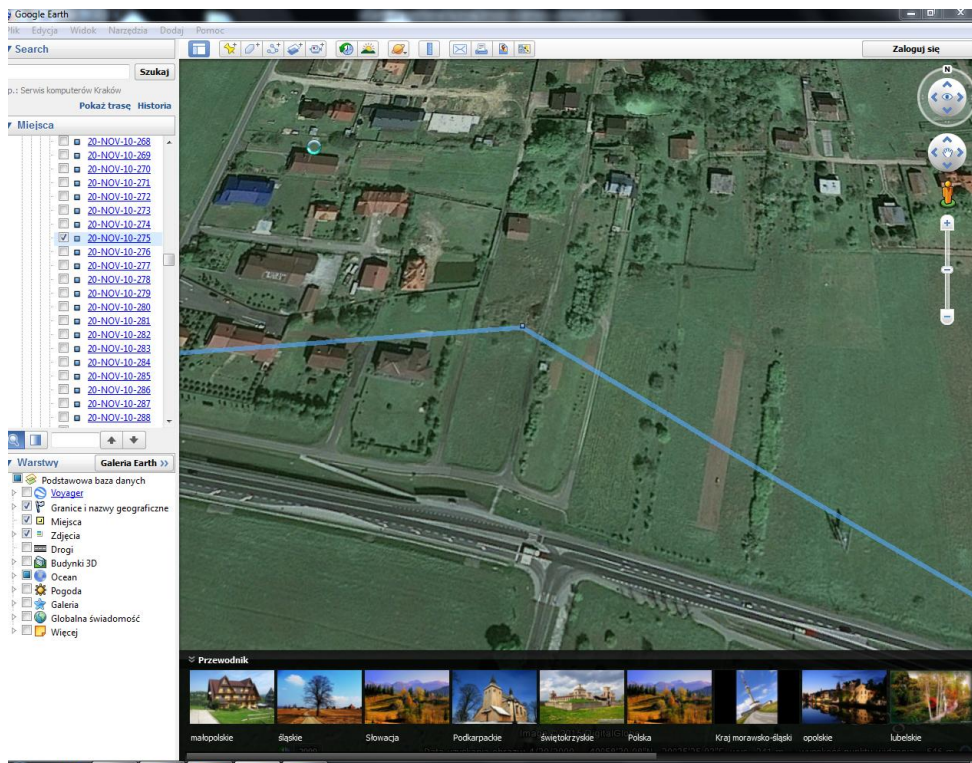 Google Earth
Plik Edycja Widok Narzędzia Dodaj Pomoc
Search
Szukaj
p.: Serwis komputerów Kraków
Pokaż trasę Historia
Miejsca
20-NOV-10-268
20-NOV-10-269
20-NOV-10-270
20-NOV-10-271
20-NOV-10-272
20-NOV-10-273
20-NOV-10-274
20-NOV-10-275
20-NOV-10-276
20-NOV-10-277
20-NOV-10-278
20-NOV-10-279
20-NOV-10-280
20-NOV-10-281
20-NOV-10-282
20-NOV-10-283
20-NOV-10-284
20-NOV-10-285
20-NOV-10-286
20-NOV-10-287
20-NOV-10-288
Warstwy Galeria Earth
Podstawowa baza danych
Voyager
Granice i nazwy geograficzne
Miejsca
Zdjęcia
Drogi
Budynki 3D
Ocean
Pogoda
Galeria
Globalna świadomość
Więcej
Zaloguj się
N
Przewodnik
małopolskie śląskie Słowacja Podkarpackie świętokrzyskie Polska Kraj morawsko-śląski opolskie lubelskie